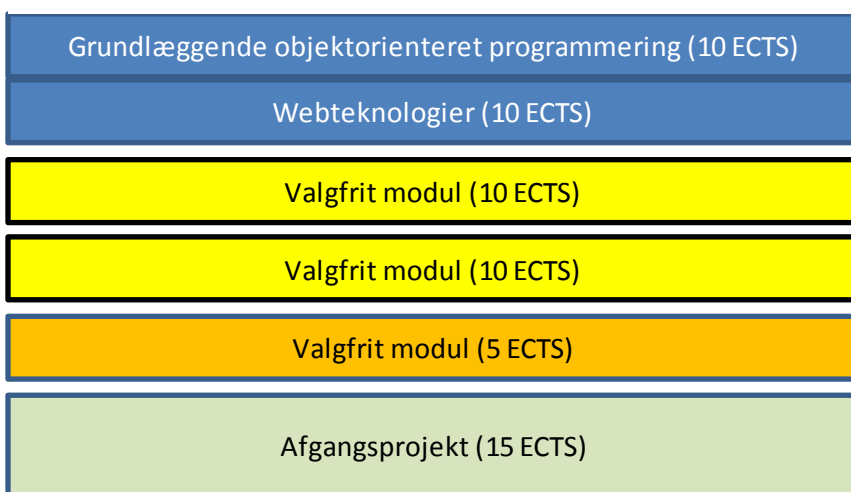 Grundlæggende objektorienteret programmering (10 ECTS)
Webteknologier (10 ECTS)
Valgfrit modul (10 ECTS)
Valgfrit modul (10 ECTS)
Valgfrit modul (5 ECTS)
Afgangsprojekt (15 ECTS)